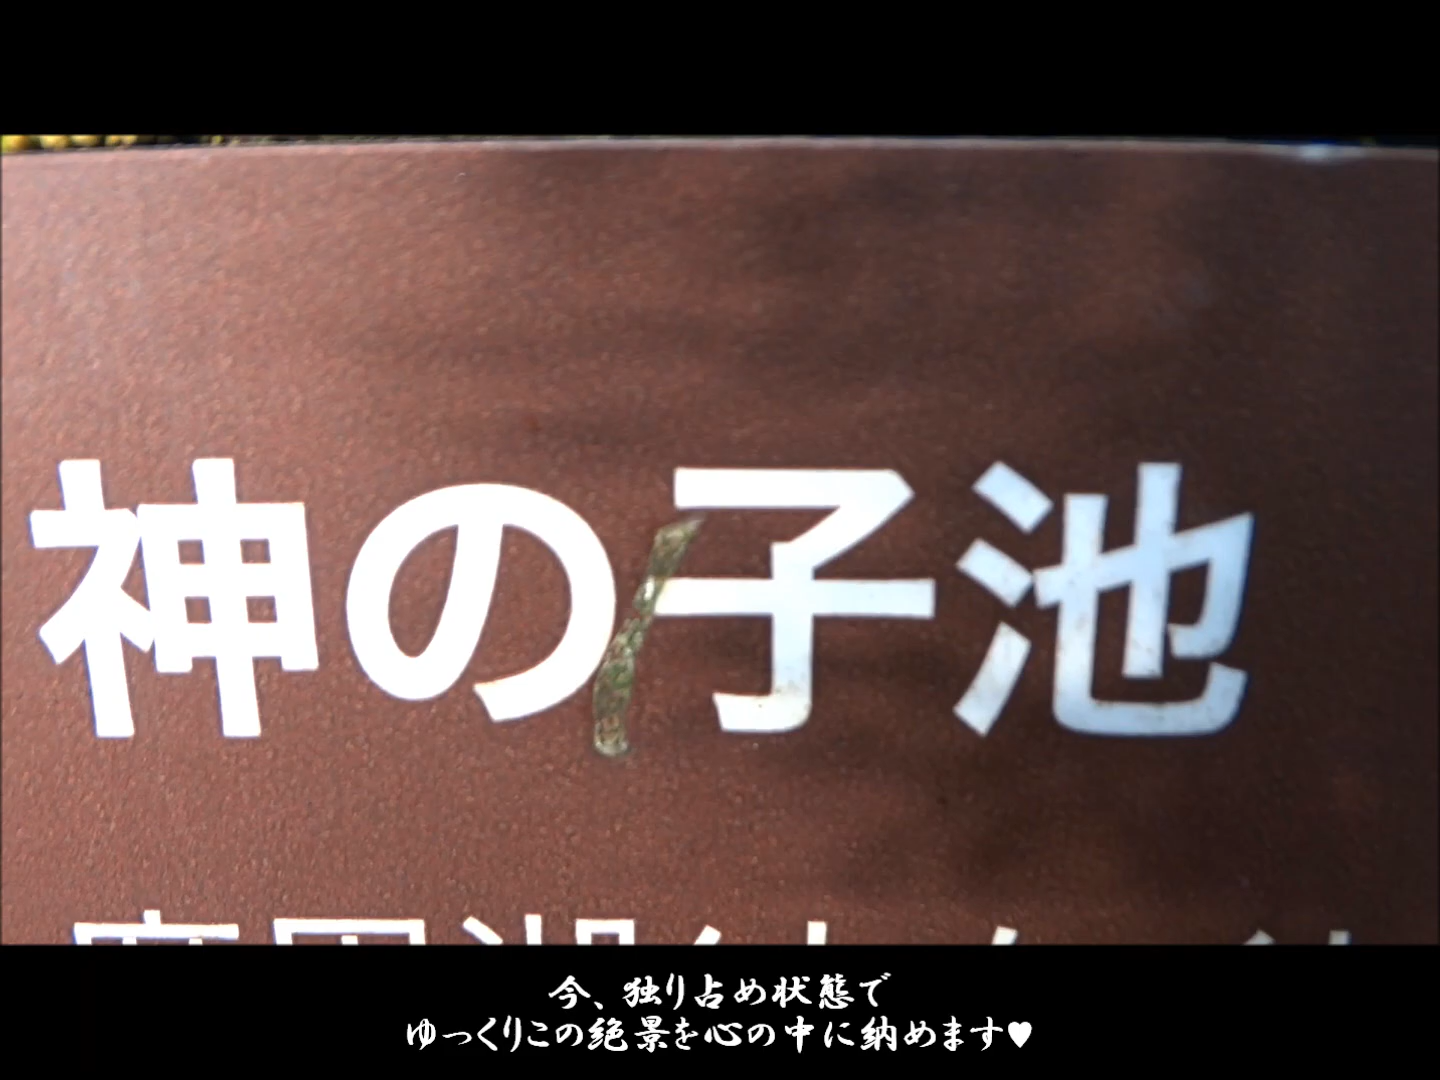 神の子池
今、独り占め状態で
ゆっくりこの絶景を心の中に納めます♥